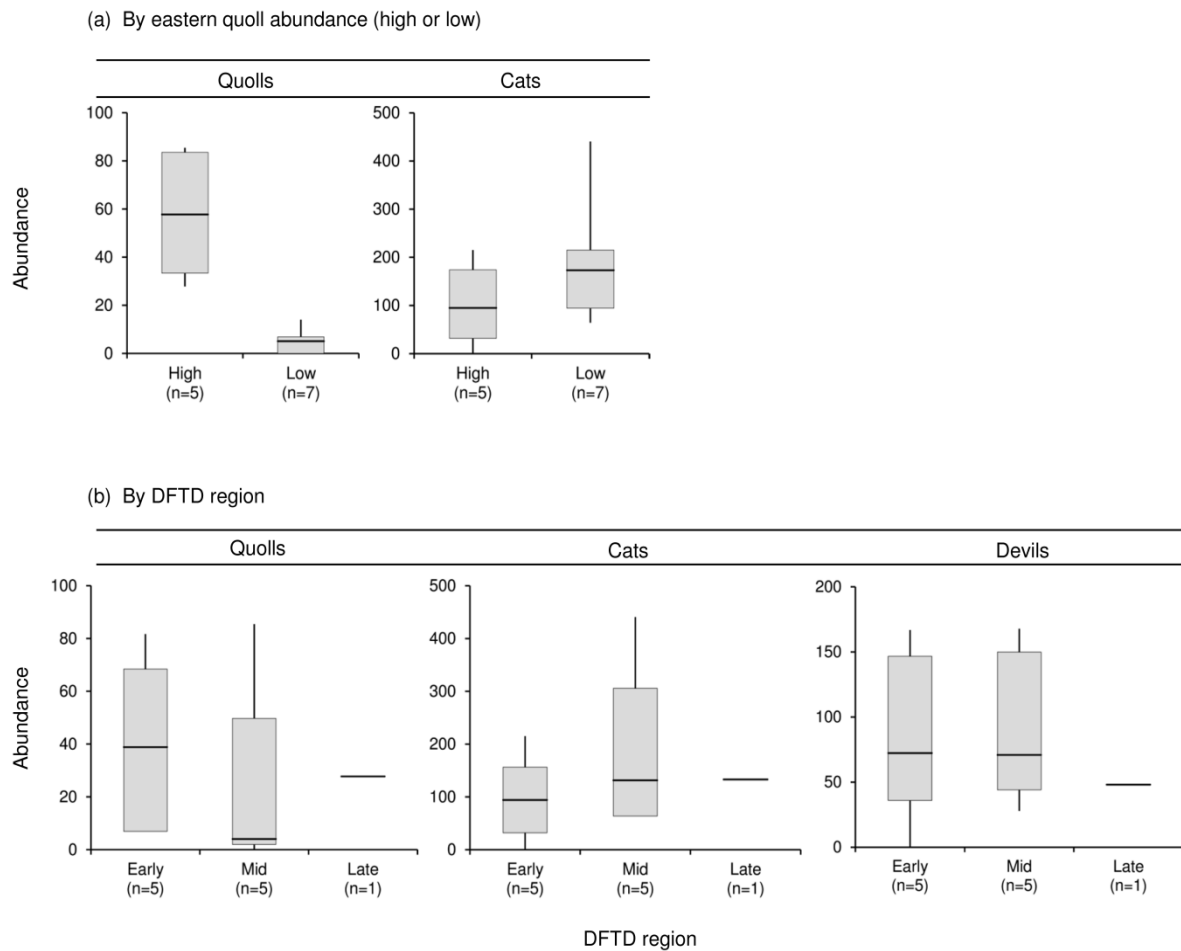 (a) By eastern quoll abundance (high or low)
Quolls Cats
Abundance
100
80
60
40
20
0
High Low
(n=5) (n=7)
500
400
300
200
100
0
High Low
(n=5) (n=7)
(b) By DFTD region
Quolls Cats Devils
Abundance
100
80
60
40
20
0
Early Mid Late
(n=5) (n=5) (n=1)
500
400
300
200
100
0
Early Mid Late
(n=5) (n=5) (n=1)
200
150
100
50
0
Early Mid Late
(n=5) (n=5) (n=1)
DFTD region